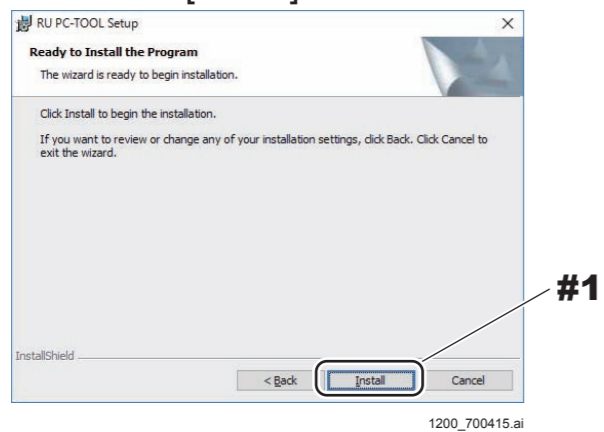 RU PC-TOOL Setup
Ready to Install the Program
The wizard is ready to begin installation.
Click Install to begin the installation.
If you want to review or change any of your installation settings, click Back. Click Cancel to
exit the wizard.
#1
InstallShield
< Back Install Cancel
1200_700415.ai